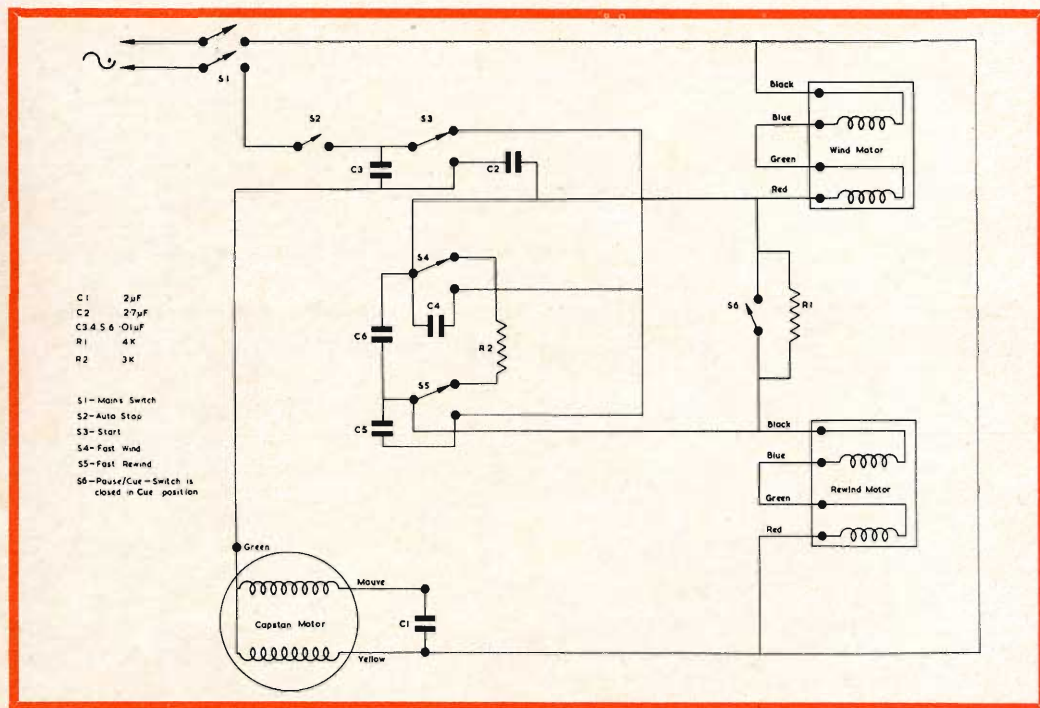 S1
S2
S3
C3
C2
Black
Blue
Wind Motor
Green
Red
S4
C4
C6
R2
S5
C5
S6
R1
C1 2µF
C2 2·7µF
C3 4 5 6 ·01µF
R1 4K
R2 3K
S1-Mains Switch
S2-Auto Stop
S3-Start
S4-Fast Wind
S5-Fast Rewind
S6-Pause/Cue-Switch is
closed in Cue position
Black
Blue
Rewind Motor
Green
Red
Green
Mauve
Capstan Motor
C1
Yellow